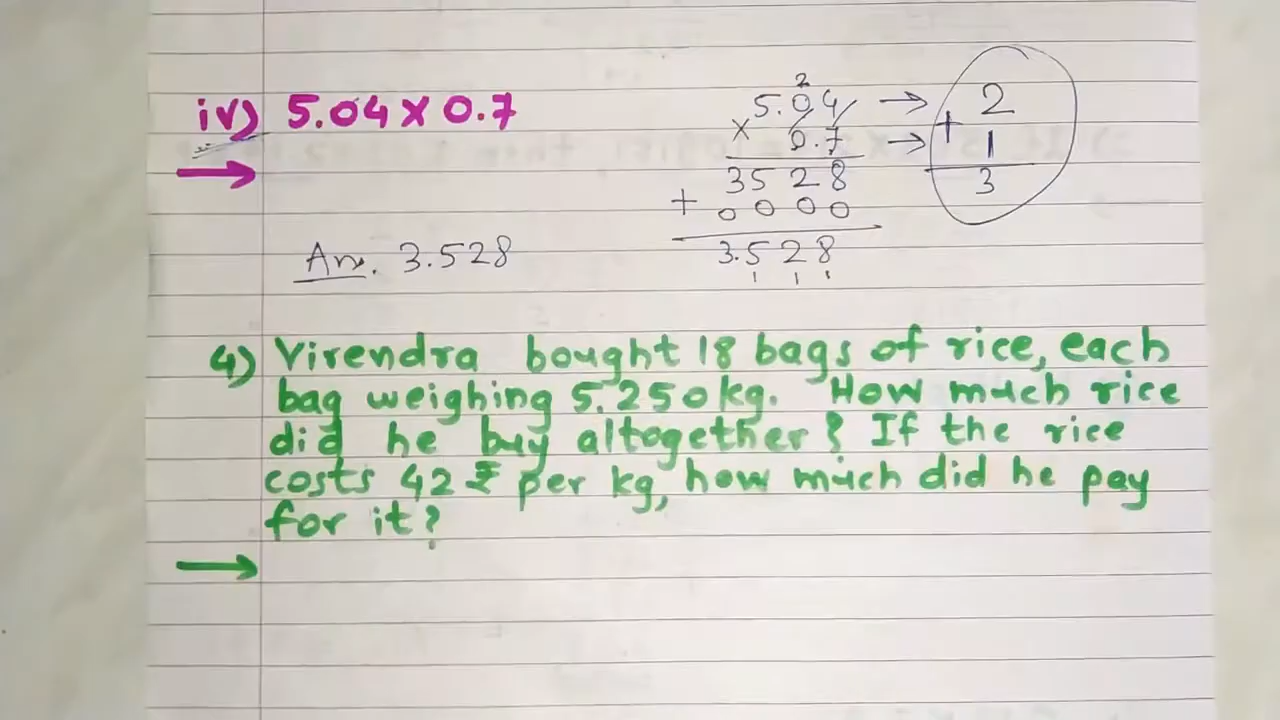 iv) 5.04 x 0.7
2
5.04 → 2
x 0.7 → + 1
3528 3
+ 0000
3.528
Ans. 3.528
4) Virendra bought 18 bags of rice, each
bag weighing 5.250kg. How much rice
did he buy altogether? If the rice
costs 42 ₹ per kg, how much did he pay
for it?